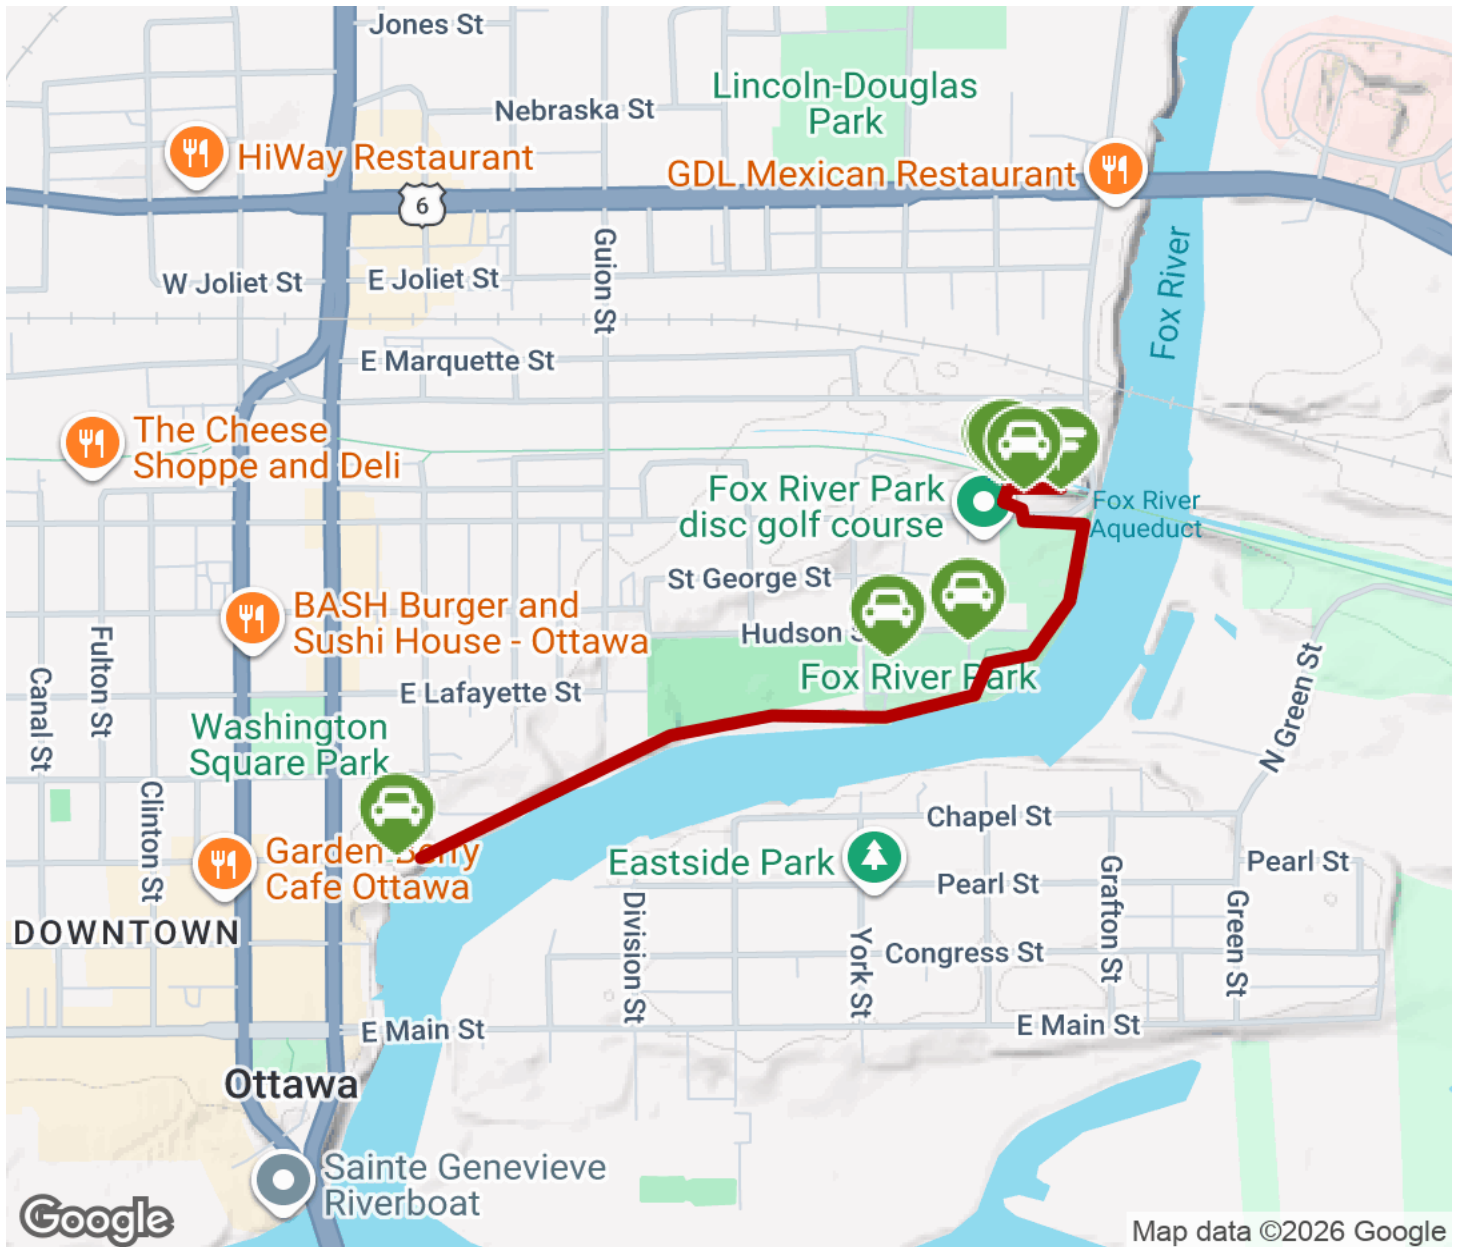 Jones St
Lincoln-Douglas
Park
Nebraska St
HiWay Restaurant
GDL Mexican Restaurant
6
Guion St
Fox River
W Joliet St
E Joliet St
E Marquette St
The Cheese
Shoppe and Deli
Fox River Park
disc golf course
Fox River
Aqueduct
St George St
BASH Burger and
Sushi House - Ottawa
Hudson S
Fox River Park
Fulton St
Canal St
E Lafayette St
N Green St
Washington
Square Park
Clinton St
Chapel St
Garden Berry
Cafe Ottawa
Eastside Park
Pearl St
Pearl St
Grafton St
Green St
Division St
York St
DOWNTOWN
Congress St
E Main St
E Main St
Ottawa
Sainte Genevieve
Riverboat
Google
Map data ©2026 Google